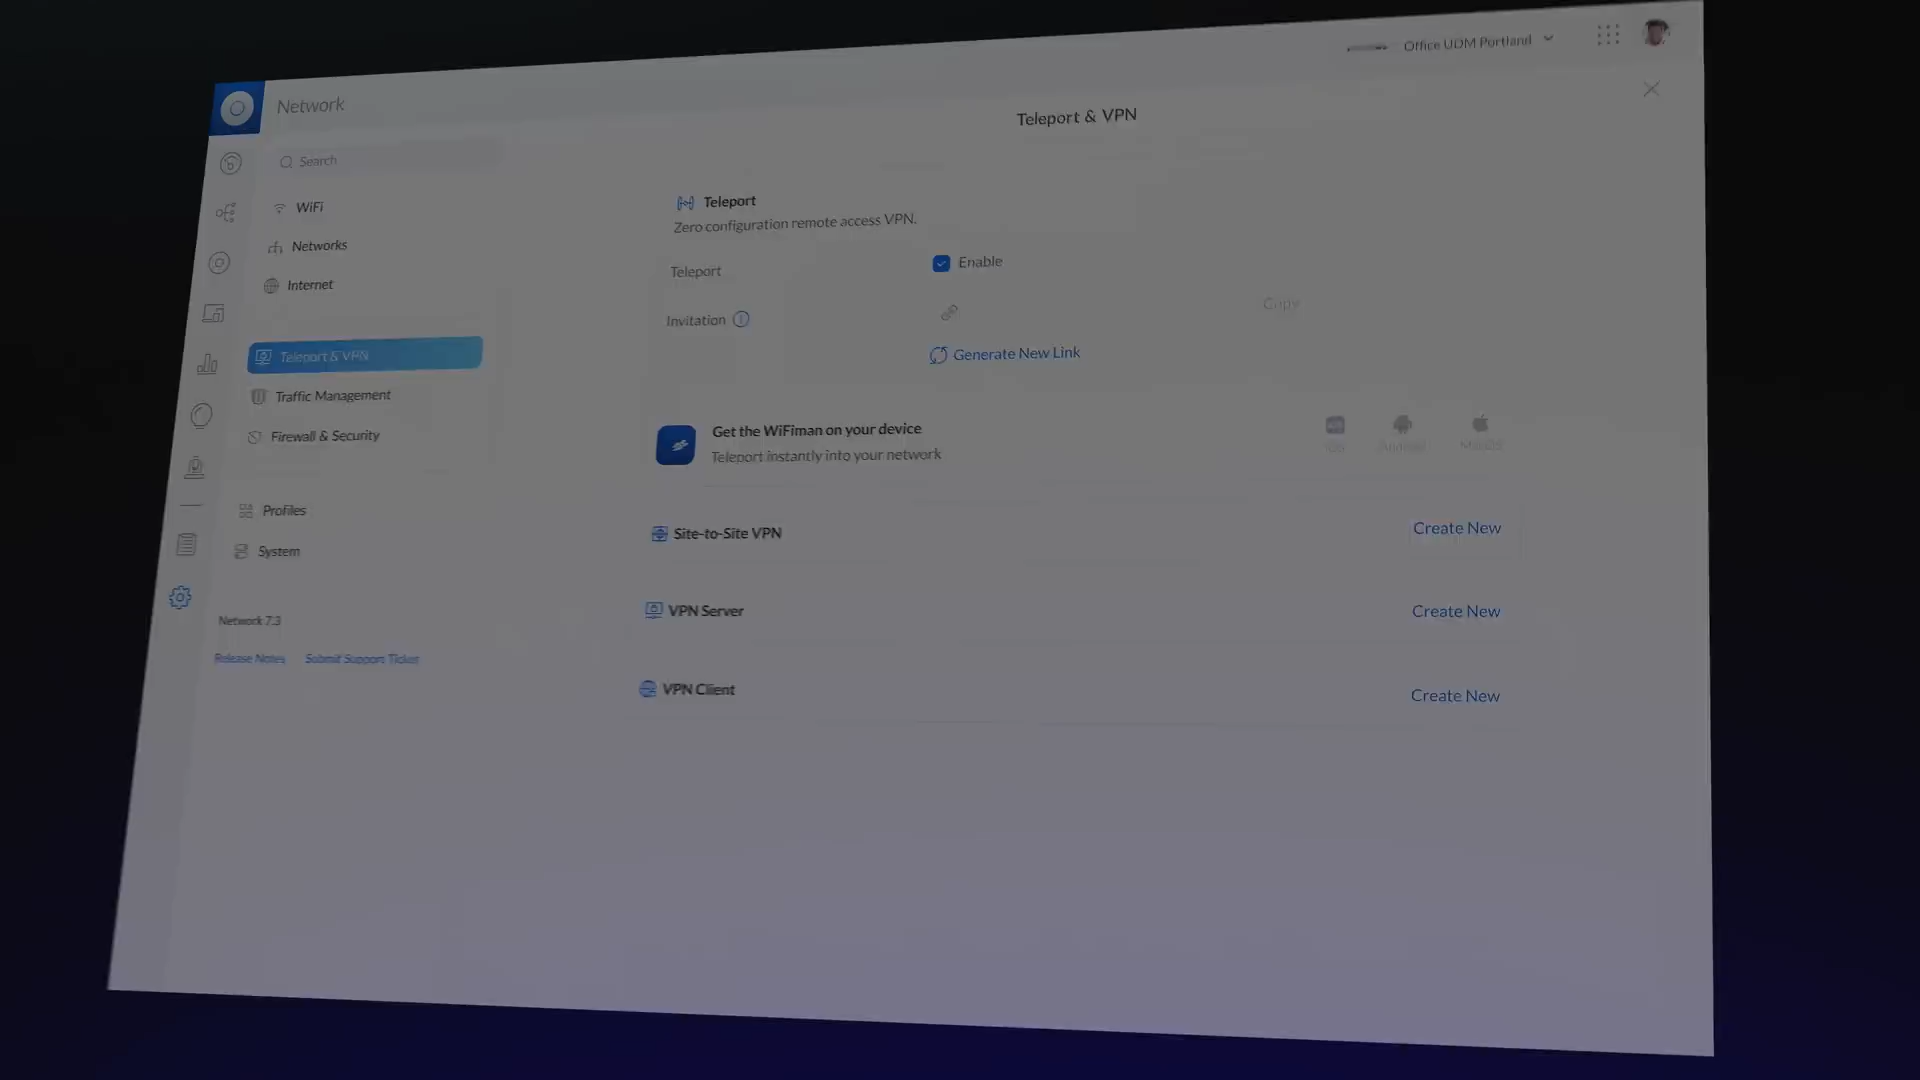 Office UDM Portland
Network
Teleport & VPN
Search
WiFi
Networks
Internet
Teleport & VPN
Traffic Management
Firewall & Security
Profiles
System
Network 7.3
Release Notes Submit Support Ticket
Teleport
Zero configuration remote access VPN.
Teleport Enable
Invitation Copy
Generate New Link
Get the WiFiman on your device
Teleport instantly into your network
iOS Android MacOS
Site-to-Site VPN Create New
VPN Server Create New
VPN Client Create New